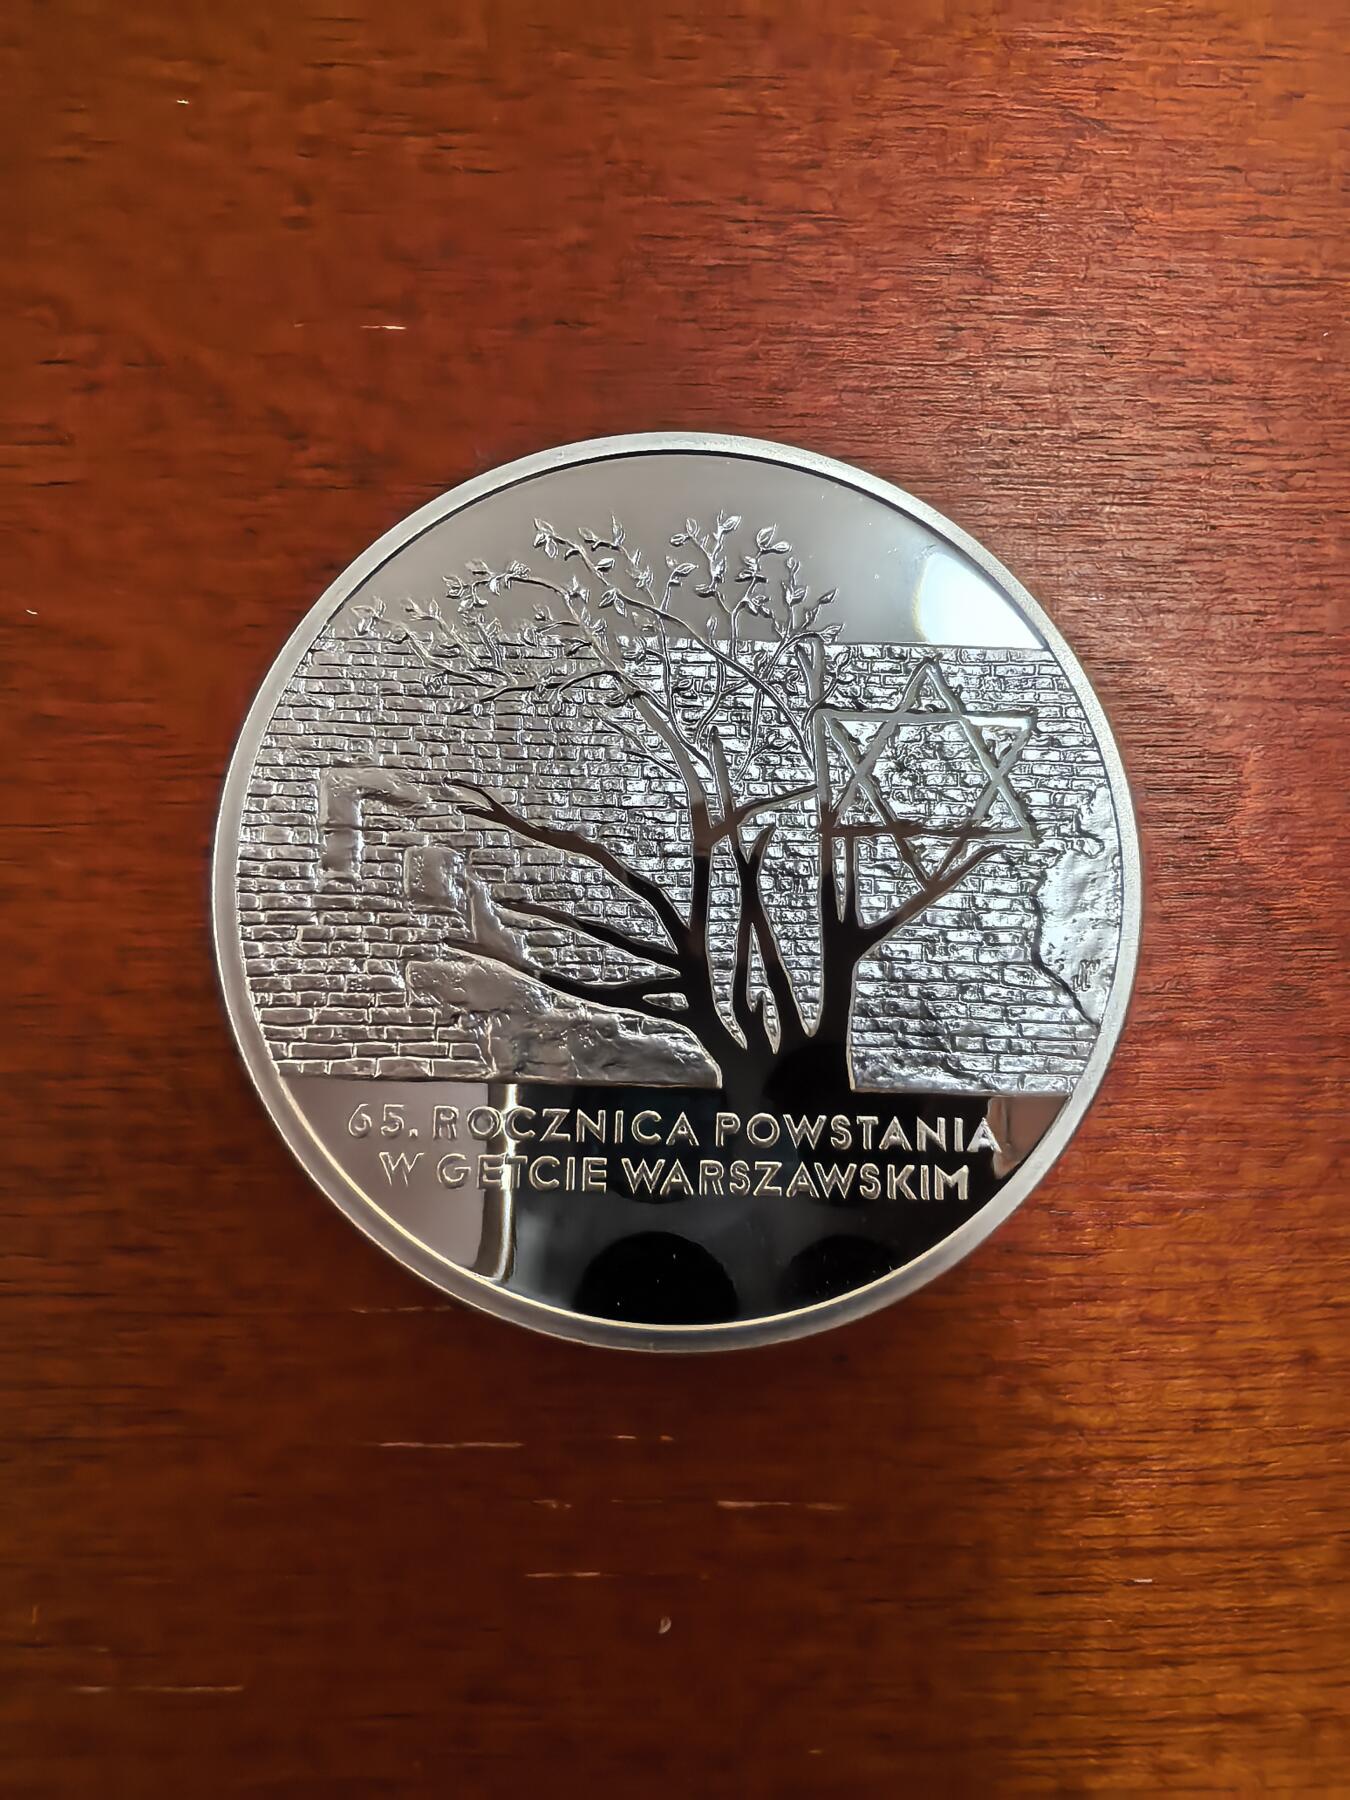 65. ROCZNICA POWSTANIA
W GETCIE WARSZAWSKIM